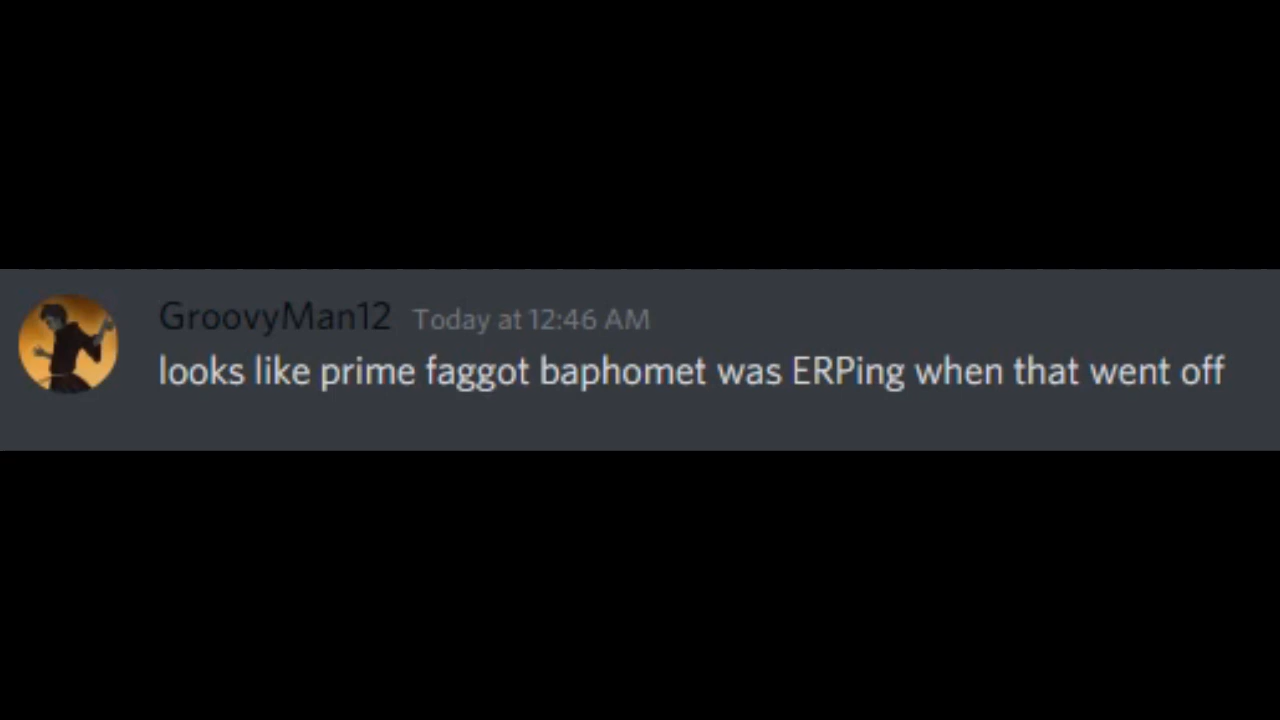 GroovyMan12 Today at 12:46 AM
looks like prime faggot baphomet was ERPing when that went off